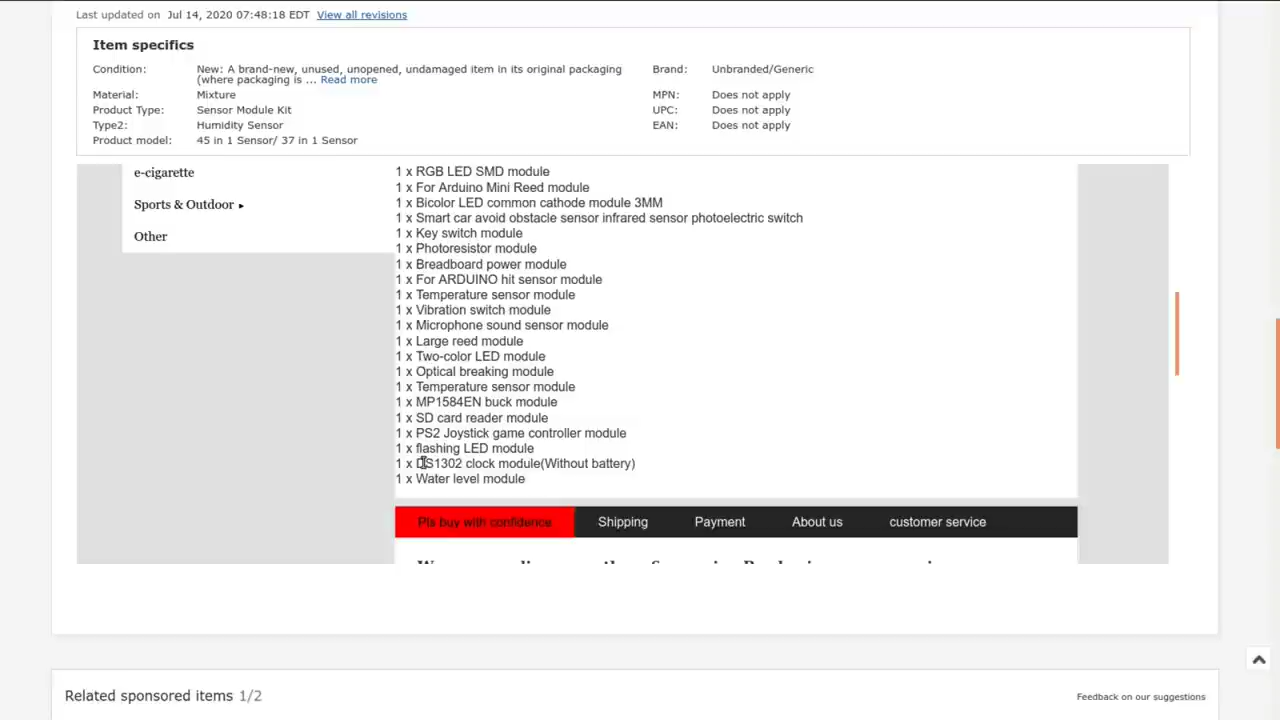 Last updated on Jul 14, 2020 07:48:18 EDT View all revisions
Item specifics
Condition: New: A brand-new, unused, unopened, undamaged item in its original packaging (where packaging is ... Read more
Brand: Unbranded/Generic
Material: Mixture
MPN: Does not apply
Product Type: Sensor Module Kit
UPC: Does not apply
Type2: Humidity Sensor
EAN: Does not apply
Product model: 45 in 1 Sensor/ 37 in 1 Sensor
e-cigarette
Sports & Outdoor ▸
Other
1 x RGB LED SMD module
1 x For Arduino Mini Reed module
1 x Bicolor LED common cathode module 3MM
1 x Smart car avoid obstacle sensor infrared sensor photoelectric switch
1 x Key switch module
1 x Photoresistor module
1 x Breadboard power module
1 x For ARDUINO hit sensor module
1 x Temperature sensor module
1 x Vibration switch module
1 x Microphone sound sensor module
1 x Large reed module
1 x Two-color LED module
1 x Optical breaking module
1 x Temperature sensor module
1 x MP1584EN buck module
1 x SD card reader module
1 x PS2 Joystick game controller module
1 x flashing LED module
1 x DS1302 clock module(Without battery)
1 x Water level module
Pls buy with confidence Shipping Payment About us customer service
Related sponsored items 1/2
Feedback on our suggestions